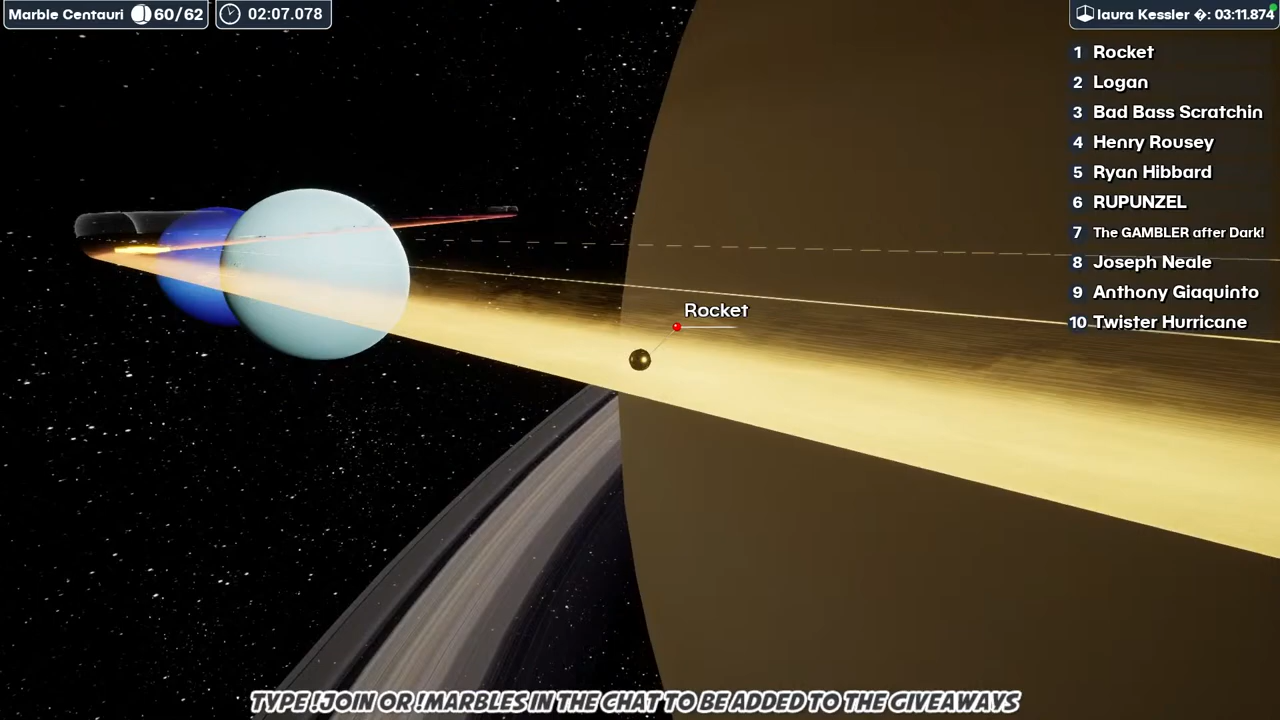 Marble Centauri 60/62
02:07.078
laura Kessler �: 03:11.874
1 Rocket
2 Logan
3 Bad Bass Scratchin
4 Henry Rousey
5 Ryan Hibbard
6 RUPUNZEL
7 The GAMBLER after Dark!
8 Joseph Neale
9 Anthony Giaquinto
10 Twister Hurricane
Rocket
TYPE !JOIN OR !MARBLES IN THE CHAT TO BE ADDED TO THE GIVEAWAYS